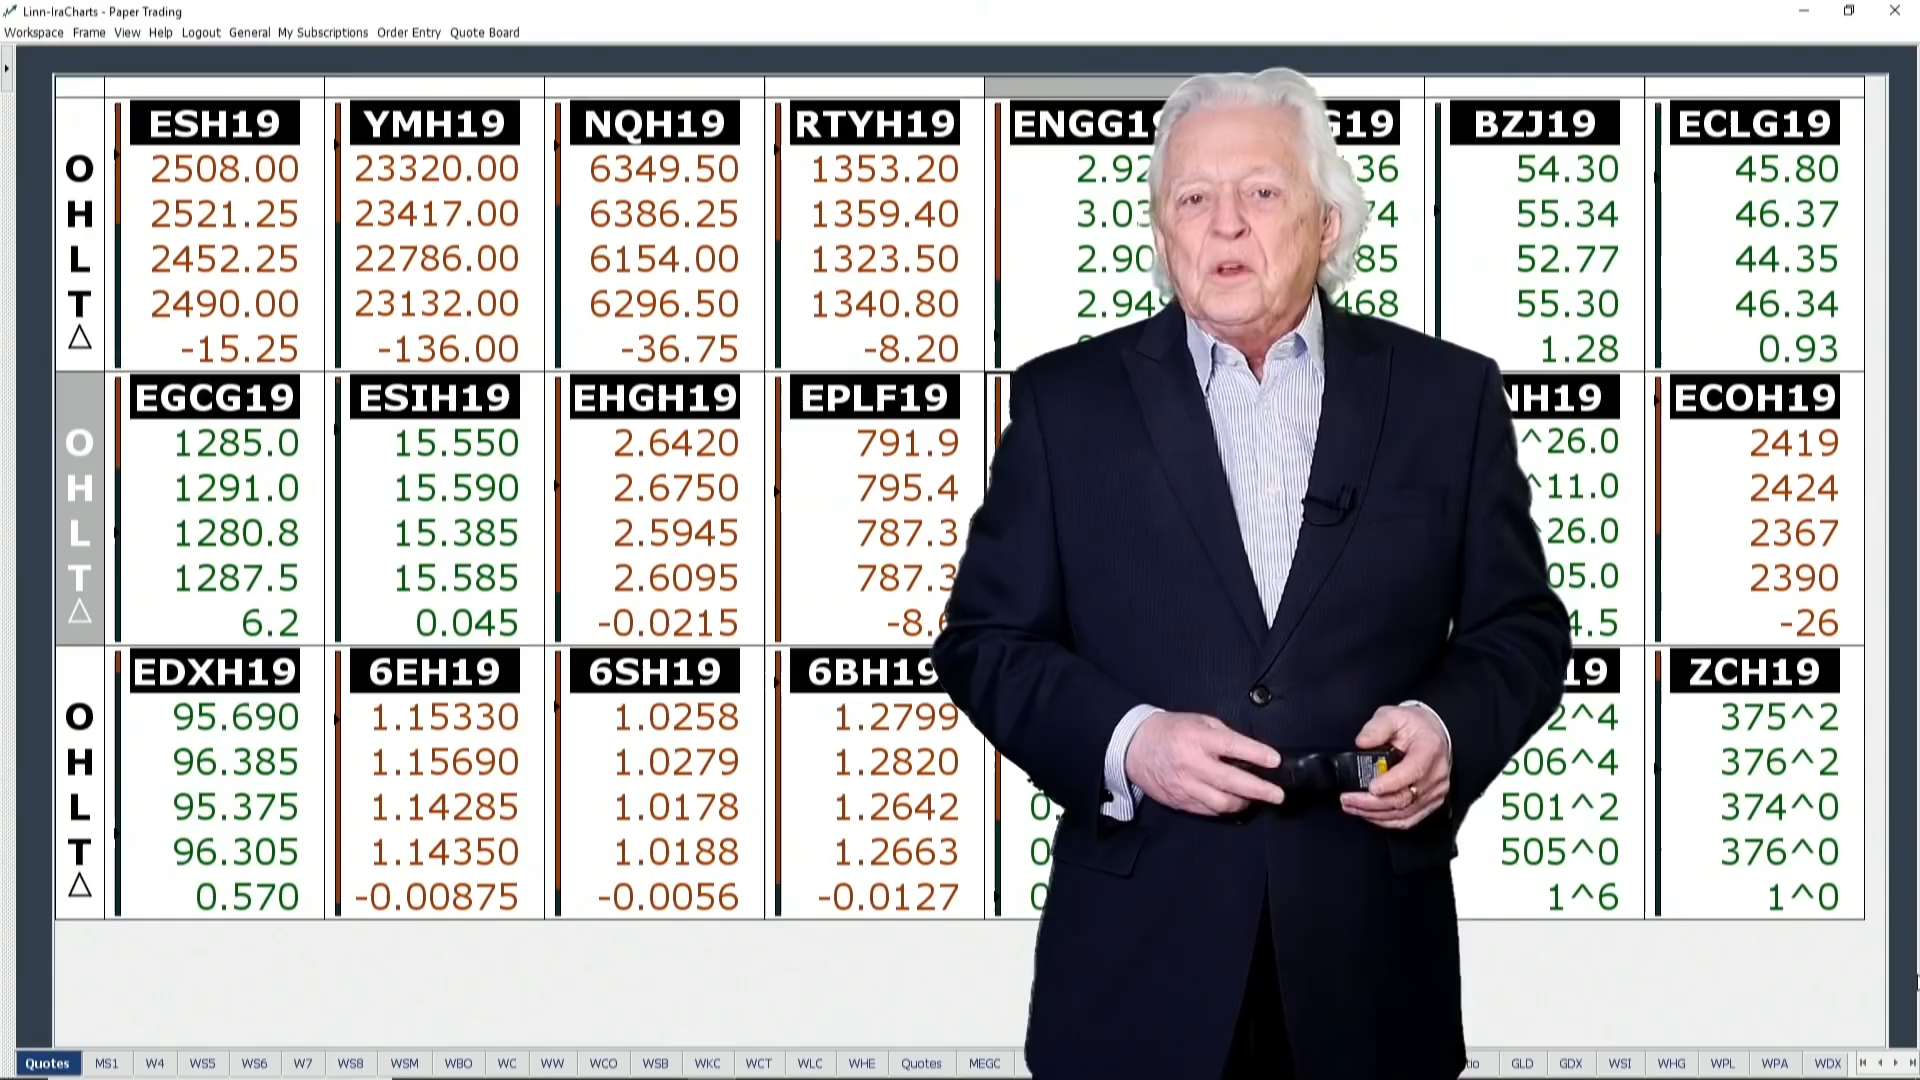 Linn-IraCharts - Paper Trading
Workspace Frame View Help Logout General My Subscriptions Order Entry Quote Board
ESH19 YMH19 NQH19 RTYH19 BZJ19 ECLG19
O 2508.00 23320.00 6349.50 1353.20 54.30 45.80
H 2521.25 23417.00 6386.25 1359.40 55.34 46.37
L 2452.25 22786.00 6154.00 1323.50 52.77 44.35
T 2490.00 23132.00 6296.50 1340.80 55.30 46.34
△ -15.25 -136.00 -36.75 -8.20 1.28 0.93
EGCG19 ESIH19 EHGH19 EPLF19 ECOH19
O 1285.0 15.550 2.6420 791.9 2419
H 1291.0 15.590 2.6750 795.4 2424
L 1280.8 15.385 2.5945 787.3 2367
T 1287.5 15.585 2.6095 787.3 2390
△ 6.2 0.045 -0.0215 -26
EDXH19 6EH19 6SH19 6BH19 ZCH19
O 95.690 1.15330 1.0258 1.2799 375^2
H 96.385 1.15690 1.0279 1.2820 376^2
L 95.375 1.14285 1.0178 1.2642 501^2 374^0
T 96.305 1.14350 1.0188 1.2663 505^0 376^0
△ 0.570 -0.00875 -0.0056 -0.0127 1^6 1^0
Quotes MS1 W4 WS5 WS6 W7 WS8 WSM WBO WC WW WCO WSB WKC WCT WLC WHE Quotes MEGC GLD GDX WSI WHG WPL WPA WDX